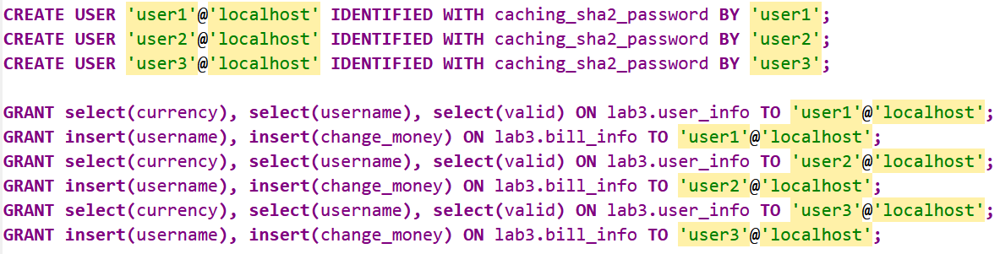 CREATE USER 'user1'@'localhost' IDENTIFIED WITH caching_sha2_password BY 'user1';
CREATE USER 'user2'@'localhost' IDENTIFIED WITH caching_sha2_password BY 'user2';
CREATE USER 'user3'@'localhost' IDENTIFIED WITH caching_sha2_password BY 'user3';
GRANT select(currency), select(username), select(valid) ON lab3.user_info TO 'user1'@'localhost';
GRANT insert(username), insert(change_money) ON lab3.bill_info TO 'user1'@'localhost';
GRANT select(currency), select(username), select(valid) ON lab3.user_info TO 'user2'@'localhost';
GRANT insert(username), insert(change_money) ON lab3.bill_info TO 'user2'@'localhost';
GRANT select(currency), select(username), select(valid) ON lab3.user_info TO 'user3'@'localhost';
GRANT insert(username), insert(change_money) ON lab3.bill_info TO 'user3'@'localhost';